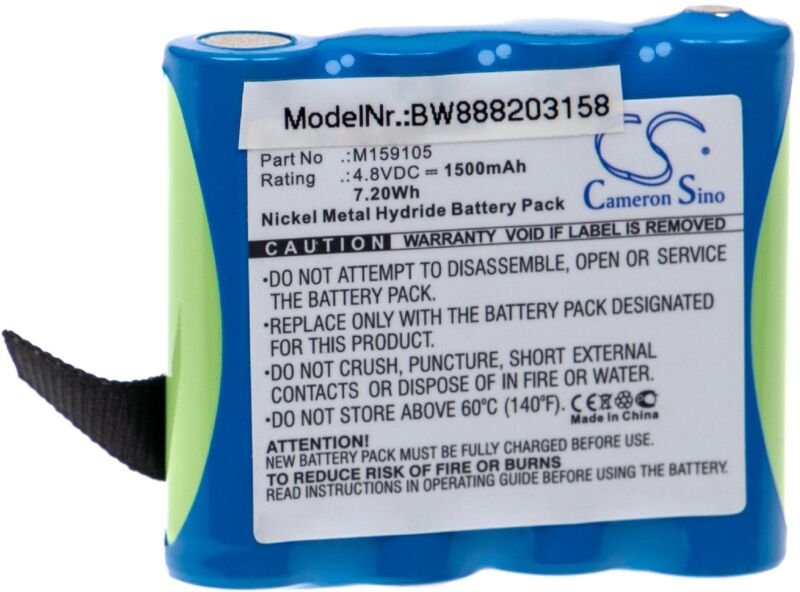 ModelNr.:BW888203158
Part No .:M159105
Rating .:4.8VDC ⎓ 1500mAh
7.20Wh
Nickel Metal Hydride Battery Pack
CS
Cameron Sino
CAUTION WARRANTY VOID IF LABEL IS REMOVED
•DO NOT ATTEMPT TO DISASSEMBLE, OPEN OR SERVICE
THE BATTERY PACK.
•REPLACE ONLY WITH THE BATTERY PACK DESIGNATED
FOR THIS PRODUCT.
•DO NOT CRUSH, PUNCTURE, SHORT EXTERNAL
CONTACTS OR DISPOSE OF IN FIRE OR WATER.
•DO NOT STORE ABOVE 60°C (140°F). CE
Made in China
ATTENTION!
NEW BATTERY PACK MUST BE FULLY CHARGED BEFORE USE
TO REDUCE RISK OF FIRE OR BURNS
READ INSTRUCTIONS IN OPERATING GUIDE BEFORE USING THE BATTERY.